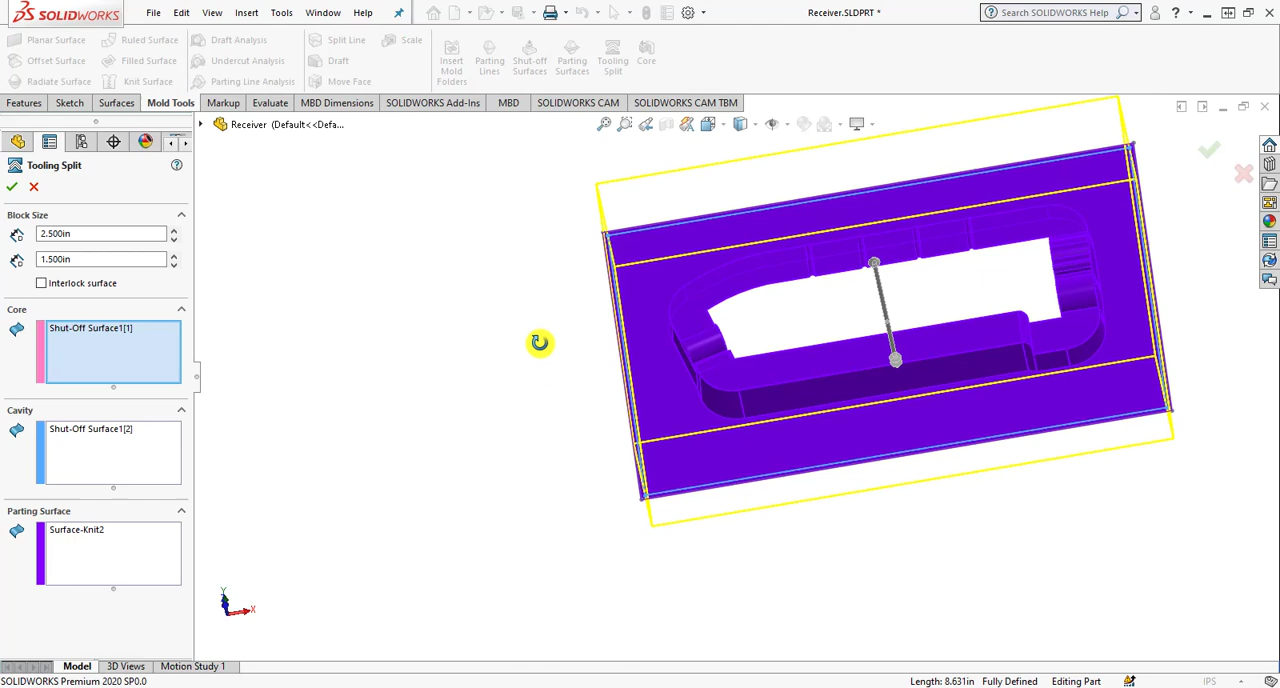 SOLIDWORKS File Edit View Insert Tools Window Help Receiver.SLDPRT * Search SOLIDWORKS Help ?
Planar Surface Ruled Surface Draft Analysis Split Line Scale
Offset Surface Filled Surface Undercut Analysis Draft
Radiate Surface Knit Surface Parting Line Analysis Move Face
Insert Mold Folders
Parting Lines
Shut-off Surfaces
Parting Surfaces
Tooling Split
Core
Features Sketch Surfaces Mold Tools Markup Evaluate MBD Dimensions SOLIDWORKS Add-Ins MBD SOLIDWORKS CAM SOLIDWORKS CAM TBM
Receiver (Default<<Defa...
Tooling Split
Block Size
2.500in
1.500in
Interlock surface
Core
Shut-Off Surface1[1]
Cavity
Shut-Off Surface1[2]
Parting Surface
Surface-Knit2
Y
X
Model 3D Views Motion Study 1
SOLIDWORKS Premium 2020 SP0.0 Length: 8.631in Fully Defined Editing Part IPS